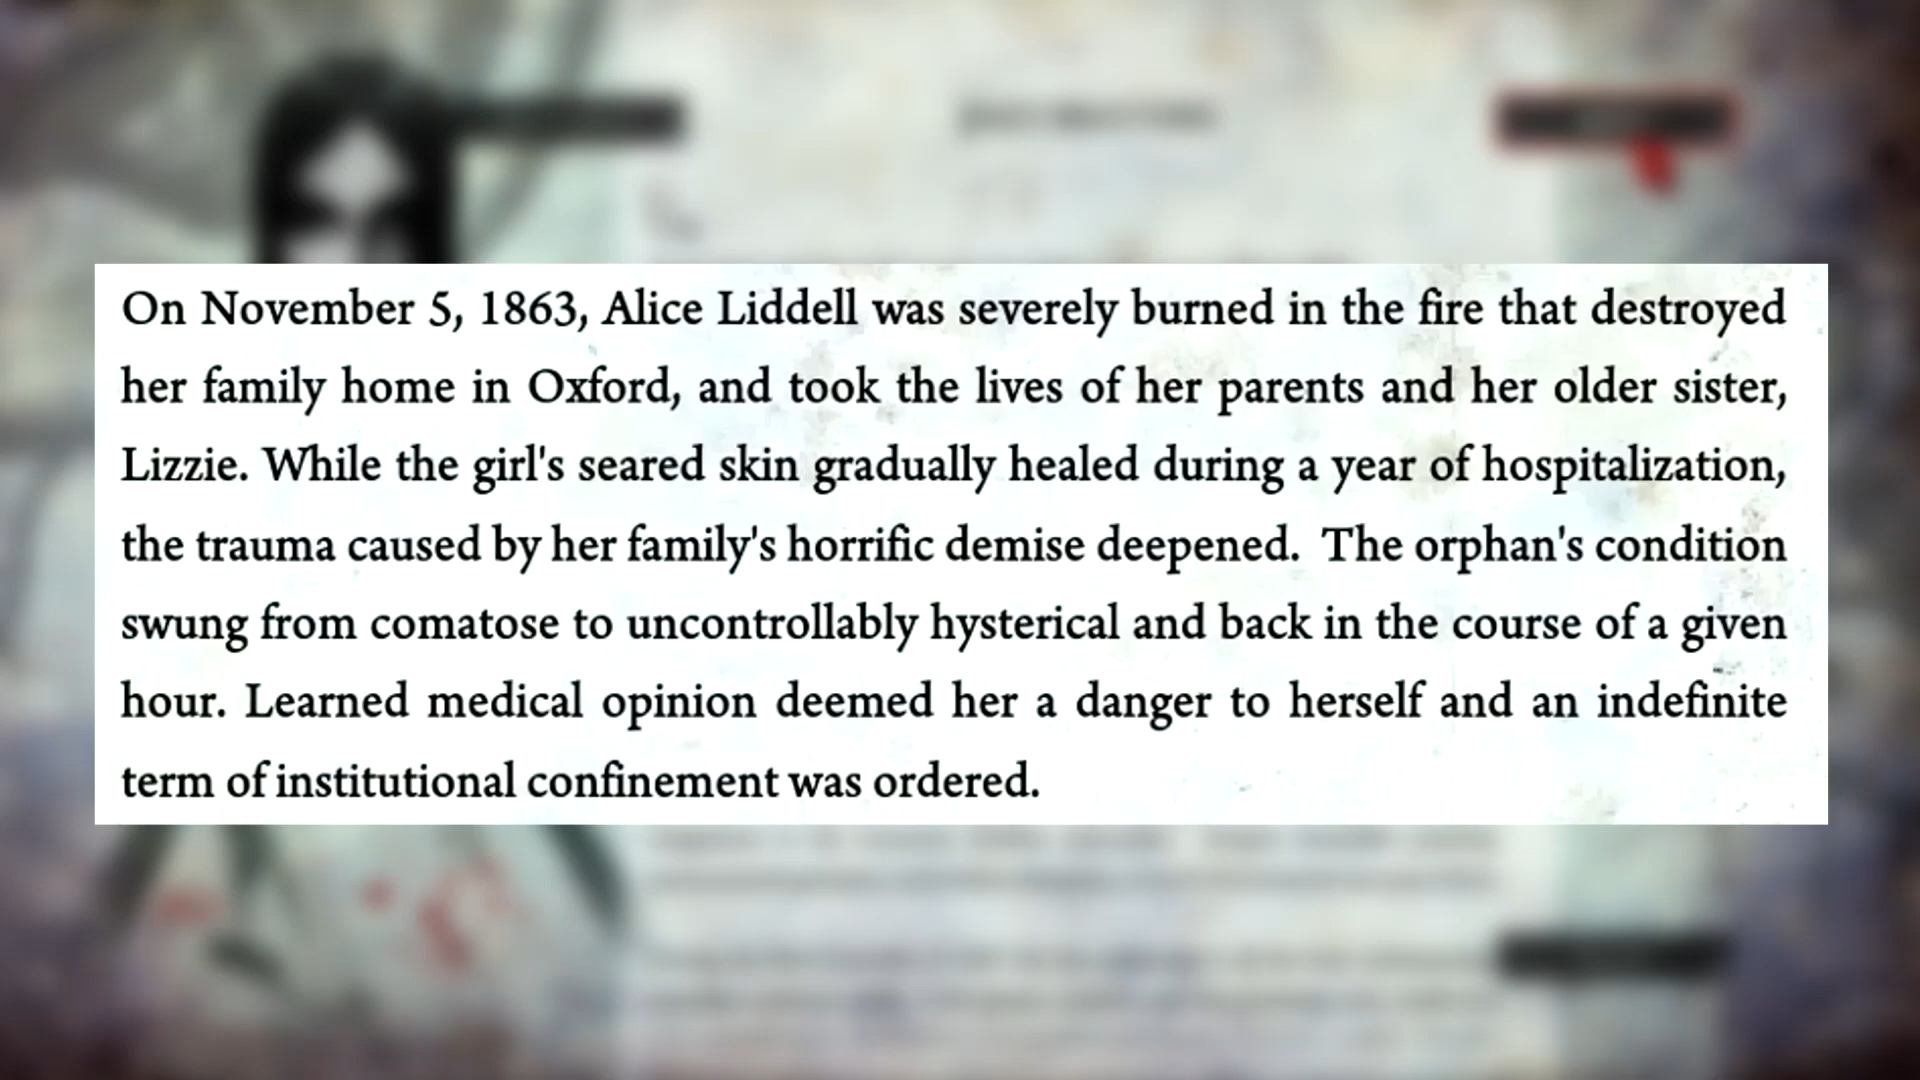 On November 5, 1863, Alice Liddell was severely burned in the fire that destroyed
her family home in Oxford, and took the lives of her parents and her older sister,
Lizzie. While the girl's seared skin gradually healed during a year of hospitalization,
the trauma caused by her family's horrific demise deepened.  The orphan's condition
swung from comatose to uncontrollably hysterical and back in the course of a given
hour. Learned medical opinion deemed her a danger to herself and an indefinite
term of institutional confinement was ordered.